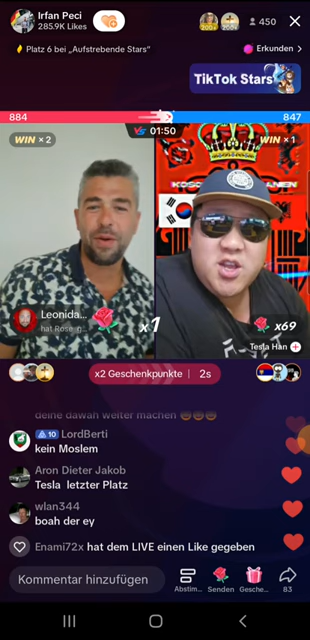 Irfan Peci
285.9K Likes
450
Platz 6 bei „Aufstrebende Stars“
Erkunden
TikTok Stars
884
847
WIN × 2
VS 01:50
WIN × 1
Leonida...
hat Rose g...
x1
x69
Tesla Han
x2 Geschenkpunkte | 2s
deine dawah weiter machen
10 LordBerti
kein Moslem
Aron Dieter Jakob
Tesla letzter Platz
wlan344
boah der ey
Enami72x hat dem LIVE einen Like gegeben
Kommentar hinzufügen
Abstim...
Senden
Gesche...
83